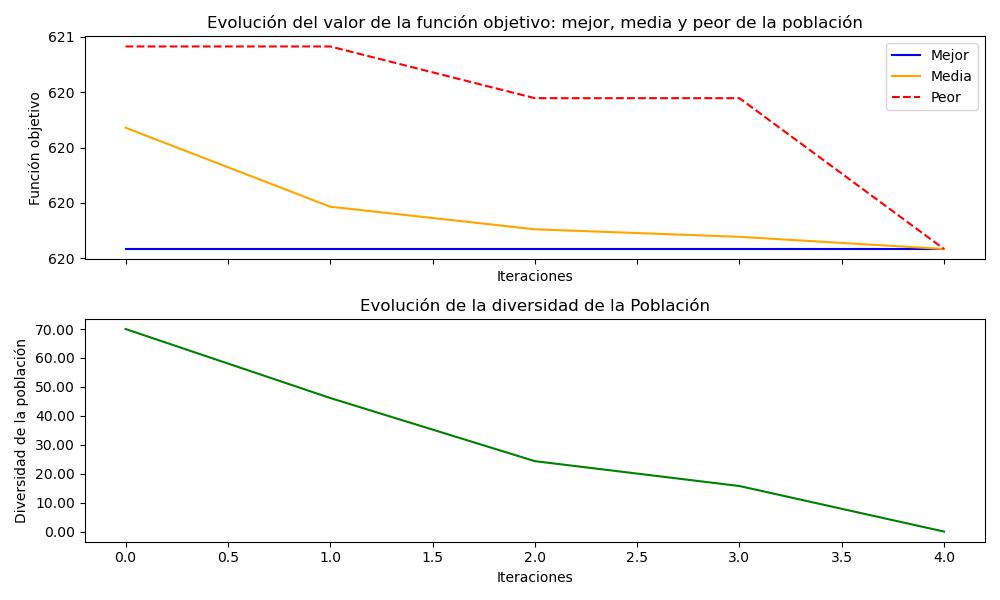 Evolución del valor de la función objetivo: mejor, media y peor de la población
621
620
620
620
620
Función objetivo
Mejor
Media
Peor
Iteraciones
Evolución de la diversidad de la Población
70.00
60.00
50.00
40.00
30.00
20.00
10.00
0.00
Diversidad de la población
0.0 0.5 1.0 1.5 2.0 2.5 3.0 3.5 4.0
Iteraciones